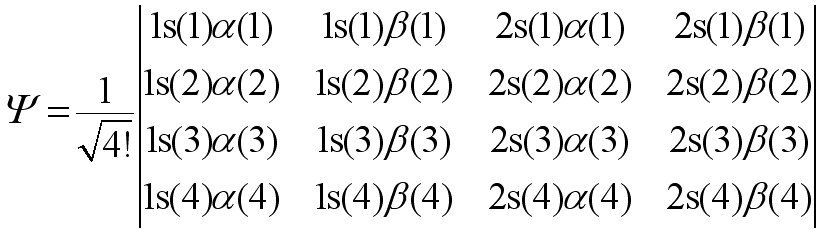 1s(1)α(1) 1s(1)β(1) 2s(1)α(1) 2s(1)β(1)
1s(2)α(2) 1s(2)β(2) 2s(2)α(2) 2s(2)β(2)
Ψ = 1/√4!
1s(3)α(3) 1s(3)β(3) 2s(3)α(3) 2s(3)β(3)
1s(4)α(4) 1s(4)β(4) 2s(4)α(4) 2s(4)β(4)